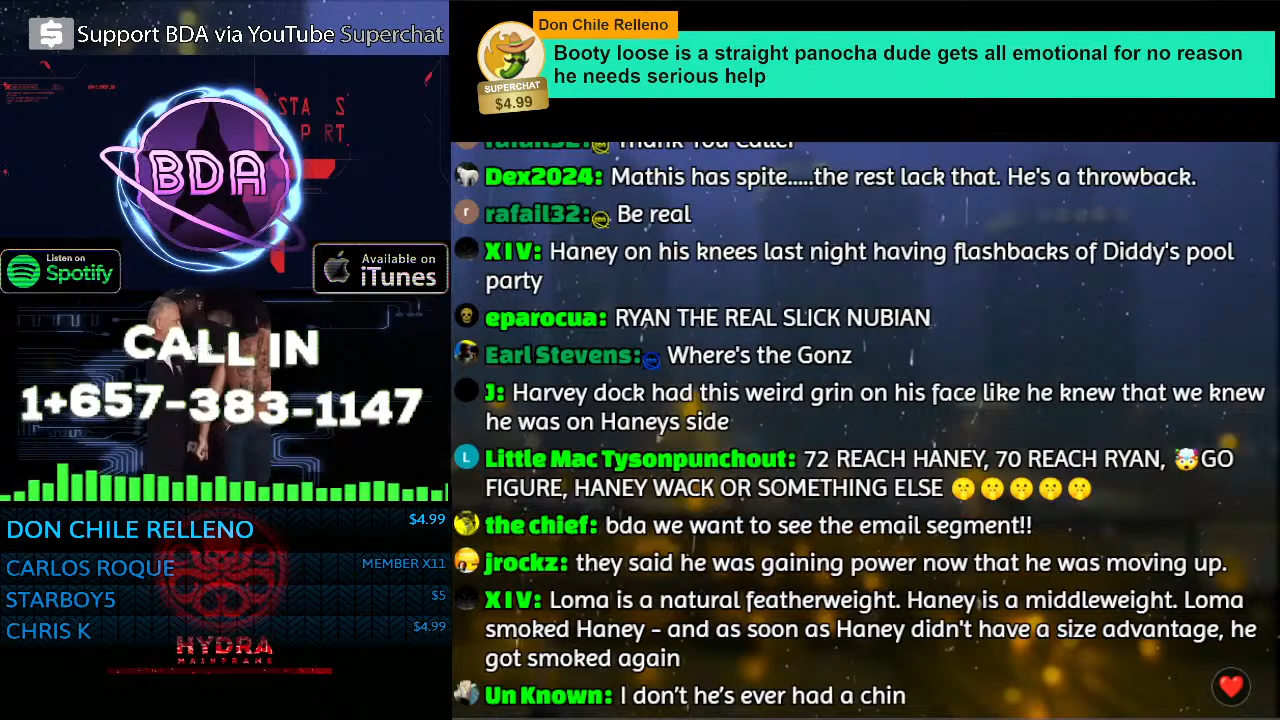 Support BDA via YouTube Superchat
BDA
Listen on
Spotify
Available on
iTunes
CALL IN
1+657-383-1147
DON CHILE RELLENO
$4.99
CARLOS ROQUE
MEMBER X11
STARBOY5
$5
CHRIS K
$4.99
HYDRA
MAINFRAME
Don Chile Relleno
SUPERCHAT
$4.99
Booty loose is a straight panocha dude gets all emotional for no reason
he needs serious help
rafail32: Thank You Caller
Dex2024: Mathis has spite.....the rest lack that. He's a throwback.
r
rafail32: Be real
XIV: Haney on his knees last night having flashbacks of Diddy's pool
party
eparocua: RYAN THE REAL SLICK NUBIAN
Earl Stevens: Where's the Gonz
J: Harvey dock had this weird grin on his face like he knew that we knew
he was on Haneys side
L
Little Mac Tysonpunchout: 72 REACH HANEY, 70 REACH RYAN, 🤯GO
FIGURE, HANEY WACK OR SOMETHING ELSE 🤫🤫🤫🤫🤫
the chief: bda we want to see the email segment!!
jrockz: they said he was gaining power now that he was moving up.
XIV: Loma is a natural featherweight. Haney is a middleweight. Loma
smoked Haney - and as soon as Haney didn't have a size advantage, he
got smoked again
Un Known: I don't he's ever had a chin